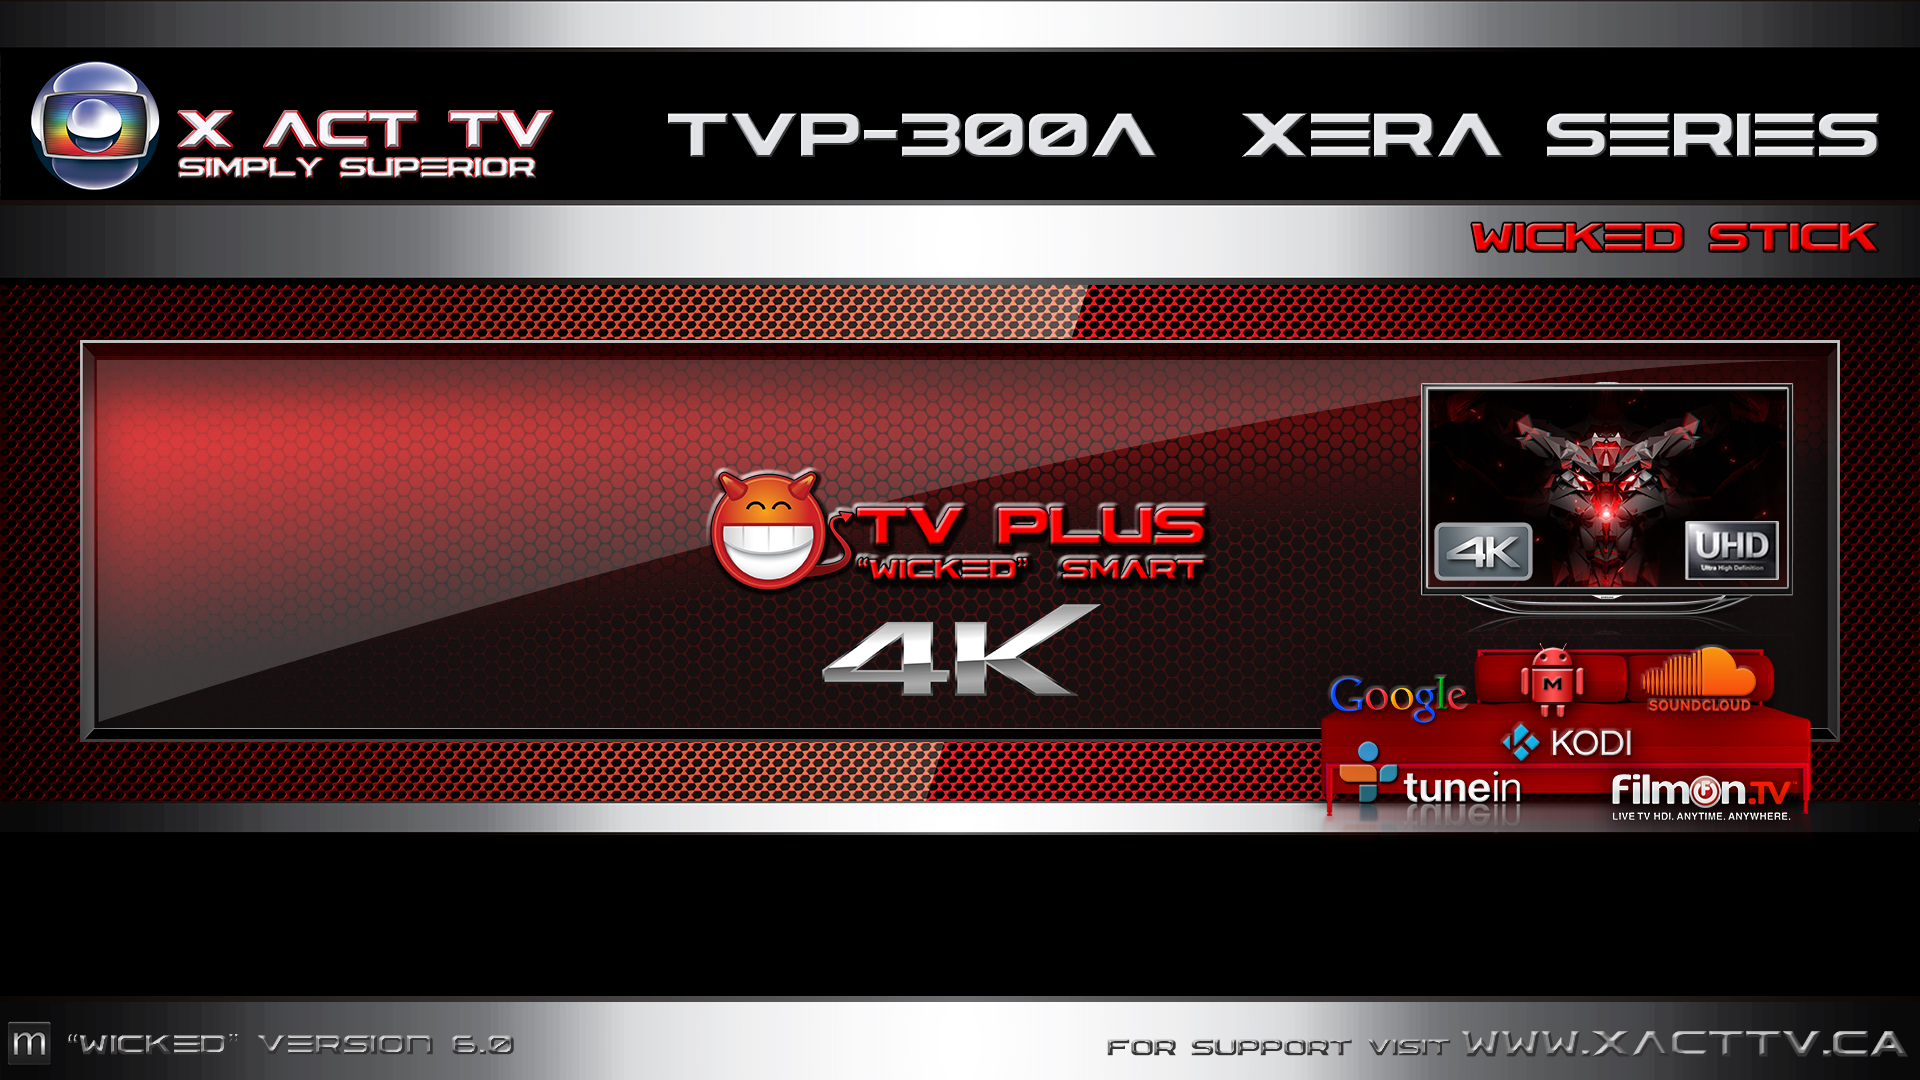 X ACT TV
SIMPLY SUPERIOR
TVP-300A XERA SERIES
WICKED STICK
TV PLUS
"WICKED" SMART
4K
4K
UHD
Ultra High Definition
Google
M
SOUNDCLOUD
KODI
tunein
FilmOn.TV
LIVE TV HDI. ANYTIME. ANYWHERE.
m "WICKED" VERSION 6.0
FOR SUPPORT VISIT WWW.XACTTV.CA